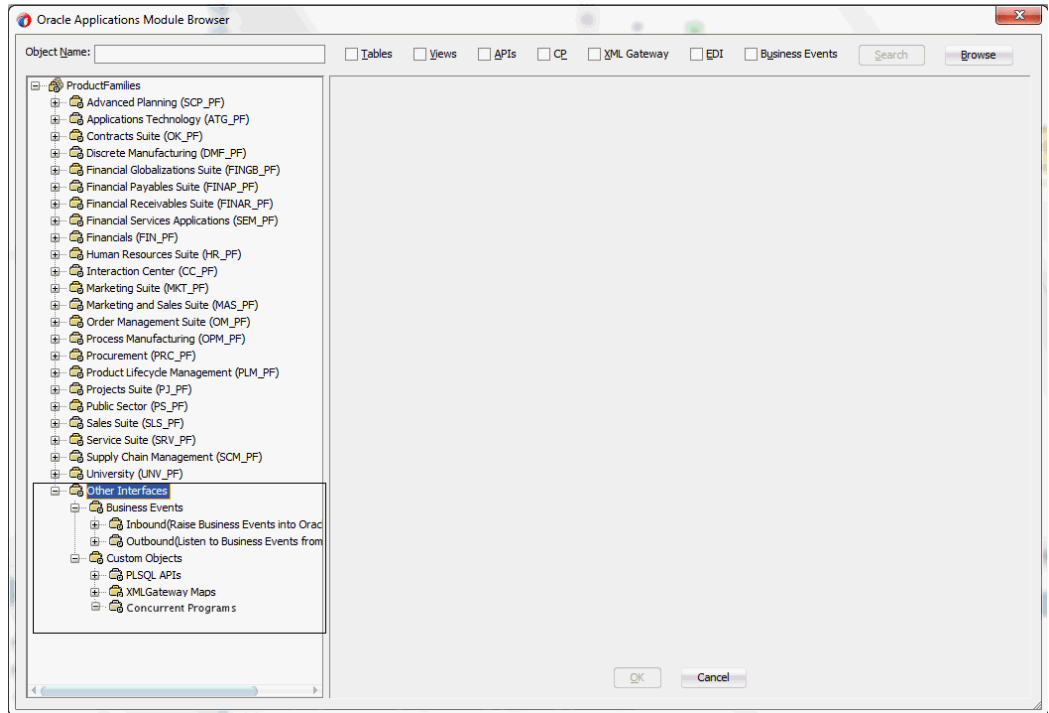 Oracle Applications Module Browser
X
Object Name: Tables Views APIs CP XML Gateway EDI Business Events Search Browse
ProductFamilies
Advanced Planning (SCP_PF)
Applications Technology (ATG_PF)
Contracts Suite (OK_PF)
Discrete Manufacturing (DMF_PF)
Financial Globalizations Suite (FINGB_PF)
Financial Payables Suite (FINAP_PF)
Financial Receivables Suite (FINAR_PF)
Financial Services Applications (SEM_PF)
Financials (FIN_PF)
Human Resources Suite (HR_PF)
Interaction Center (CC_PF)
Marketing Suite (MKT_PF)
Marketing and Sales Suite (MAS_PF)
Order Management Suite (OM_PF)
Process Manufacturing (OPM_PF)
Procurement (PRC_PF)
Product Lifecycle Management (PLM_PF)
Projects Suite (PJ_PF)
Public Sector (PS_PF)
Sales Suite (SLS_PF)
Service Suite (SRV_PF)
Supply Chain Management (SCM_PF)
University (UNV_PF)
Other Interfaces
Business Events
Inbound(Raise Business Events into Orac
Outbound(Listen to Business Events from
Custom Objects
PLSQL APIs
XMLGateway Maps
Concurrent Programs
OK Cancel